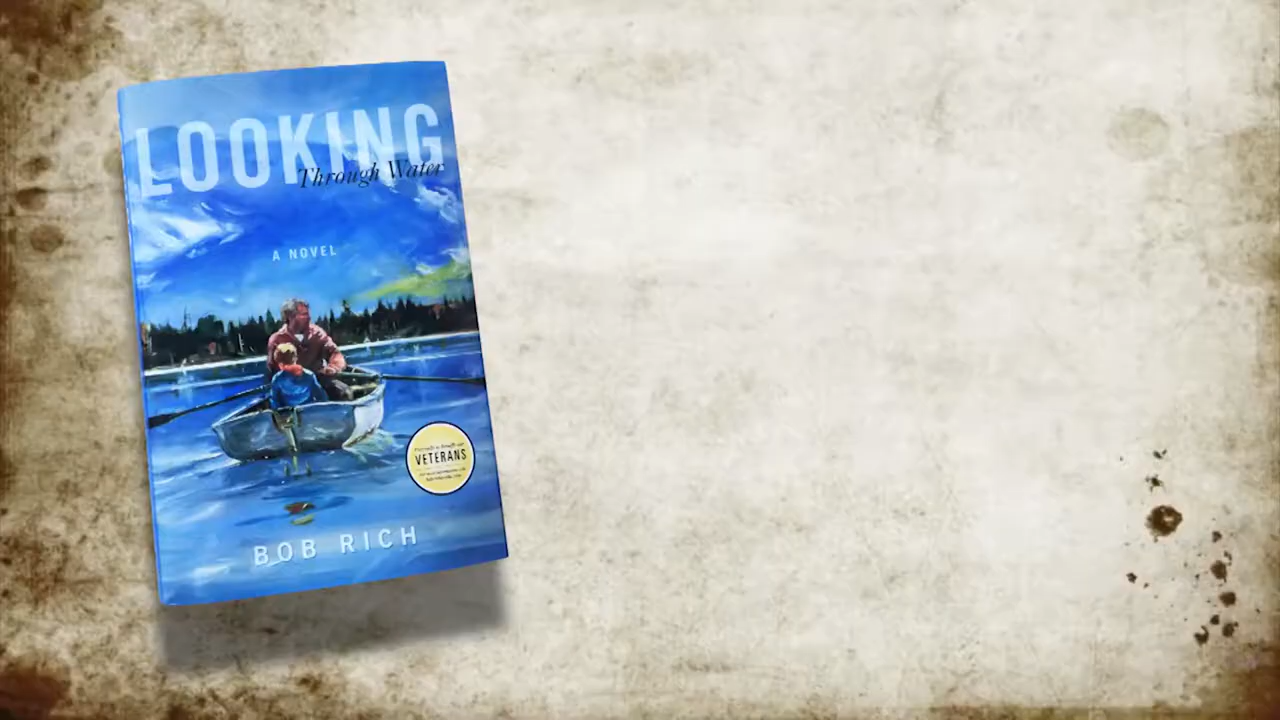 LOOKING
Through Water
A NOVEL
VETERANS
BOB RICH